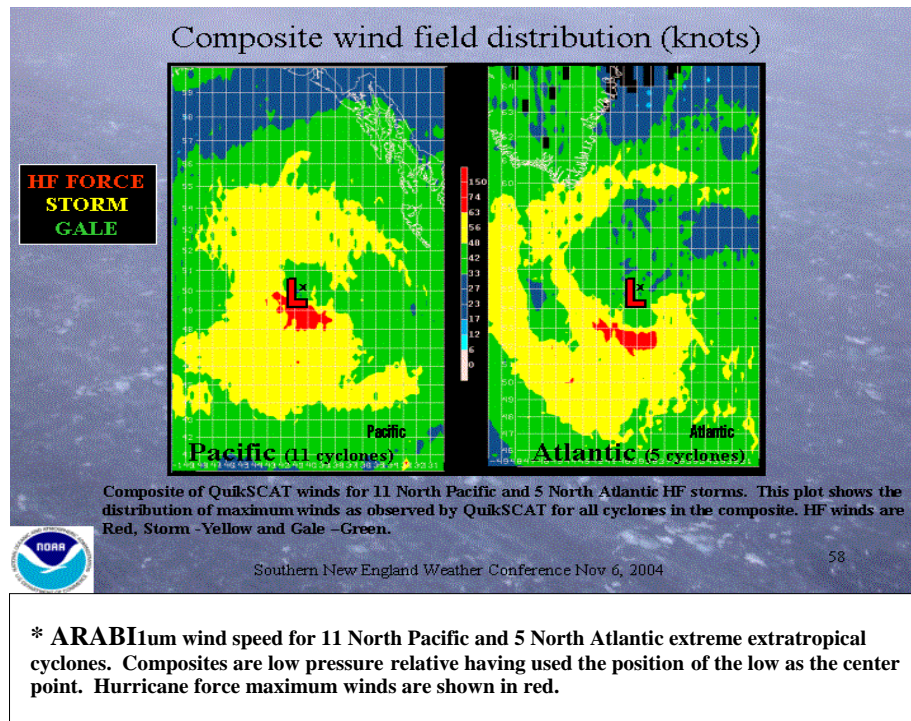 Composite wind field distribution (knots)
HF FORCE
STORM
GALE
150
74
63
56
48
42
33
27
23
17
12
6
0
L
L
Pacific
Pacific (11 cyclones)
Atlantic
Atlantic (5 cyclones)
Composite of QuikSCAT winds for 11 North Pacific and 5 North Atlantic HF storms. This plot shows the
distribution of maximum winds as observed by QuikSCAT for all cyclones in the composite. HF winds are
Red, Storm -Yellow and Gale –Green.
NOAA
58
Southern New England Weather Conference Nov 6, 2004
* ARABI1um wind speed for 11 North Pacific and 5 North Atlantic extreme extratropical
cyclones. Composites are low pressure relative having used the position of the low as the center
point. Hurricane force maximum winds are shown in red.